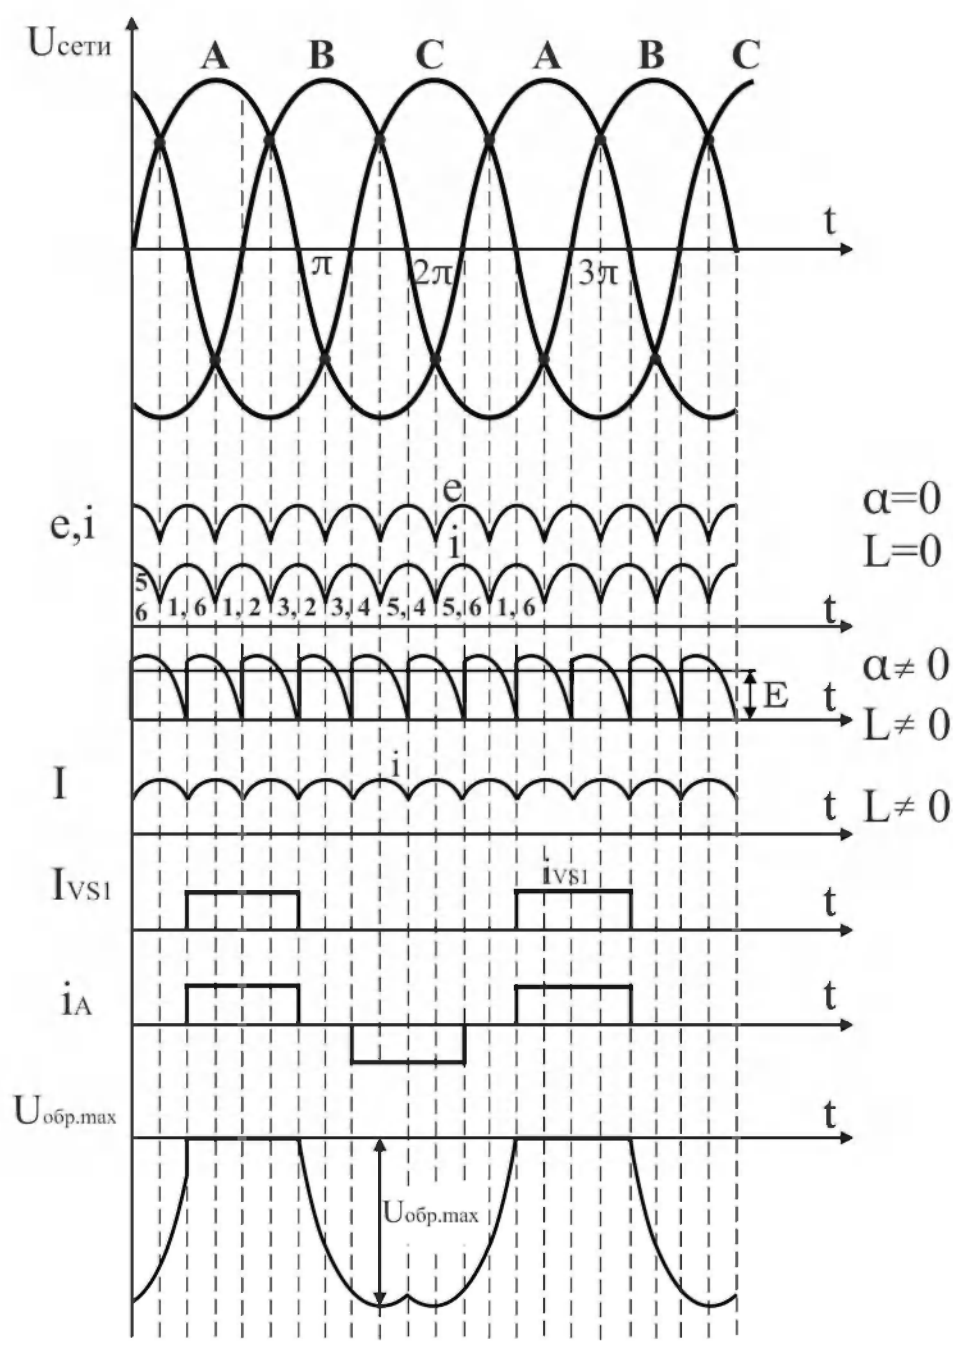 Uсети
A B C A B C
t
π 2π 3π
e
e,i
i
α=0
L=0
5
6
1, 6 1, 2 3, 2 3, 4 5, 4 5, 6 1, 6
t
α≠ 0
E
t
L≠ 0
I
i
t
L≠ 0
IVS1
iVS1
t
iA
t
Uобр.max
t
Uобр.max